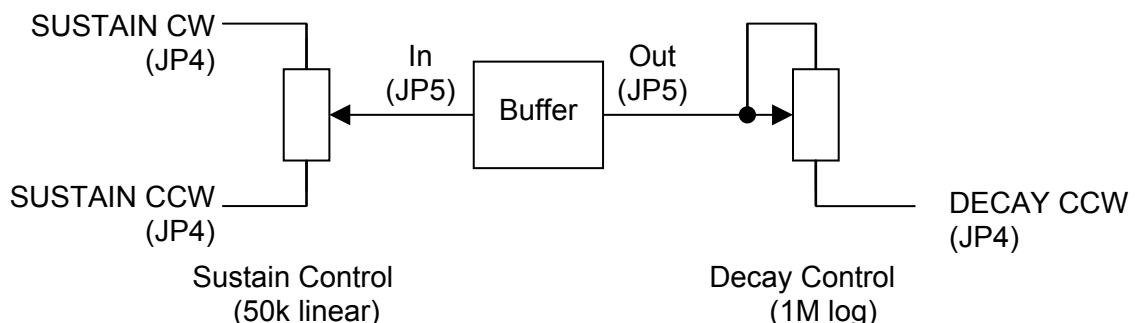 SUSTAIN CW
(JP4)
In
(JP5)
Buffer
Out
(JP5)
SUSTAIN CCW
(JP4)
DECAY CCW
(JP4)
Sustain Control
(50k linear)
Decay Control
(1M log)